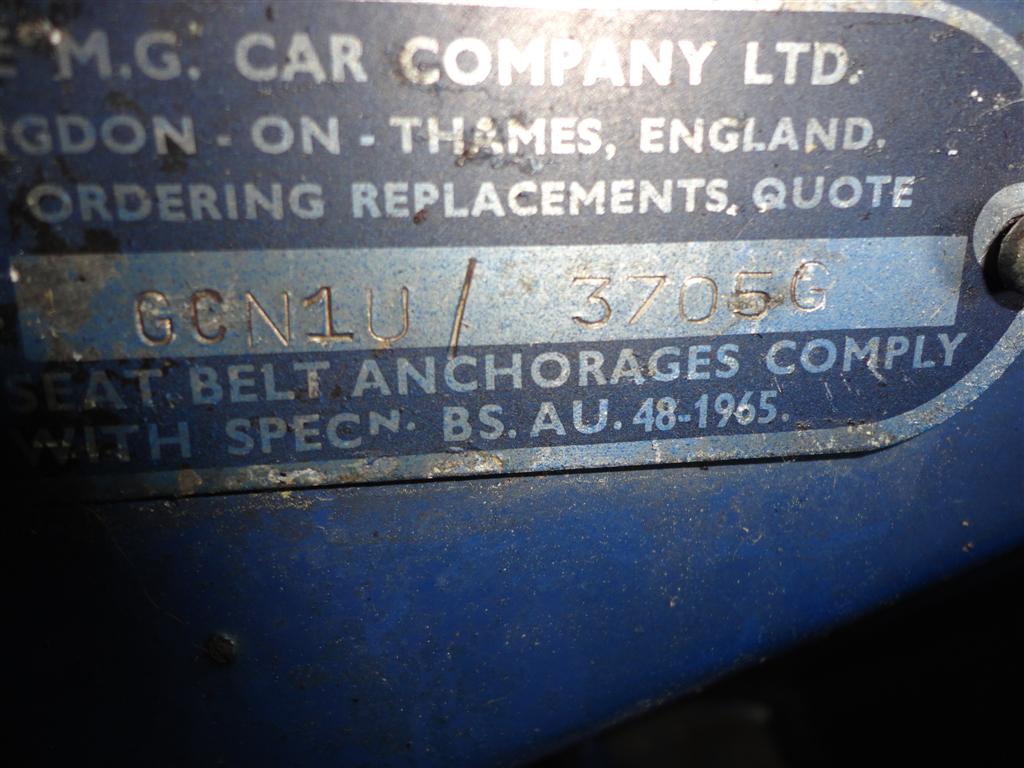 E M.G. CAR COMPANY LTD.
NGDON - ON - THAMES, ENGLAND.
ORDERING REPLACEMENTS, QUOTE
GCN1U/ 3705G
SEAT BELT ANCHORAGES COMPLY
WITH SPECN. BS. AU. 48-1965.